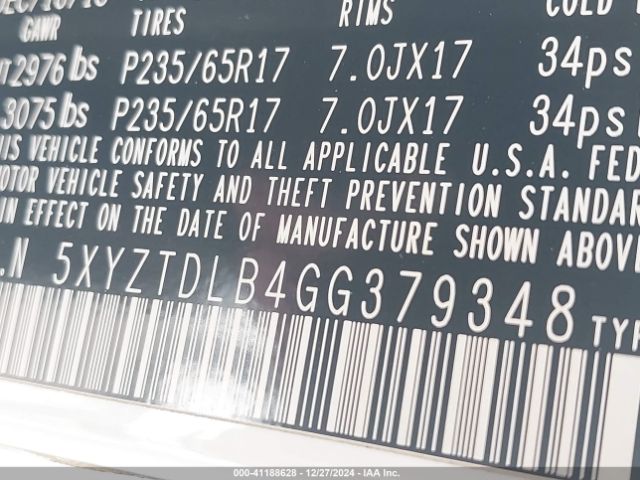 GAWR TIRES RIMS COLD
2976 lbs P235/65R17 7.0JX17 34ps
3075 lbs P235/65R17 7.0JX17 34ps
VEHICLE CONFORMS TO ALL APPLICABLE U.S.A. FED
MOTOR VEHICLE SAFETY AND THEFT PREVENTION STANDAR
IN EFFECT ON THE DATE OF MANUFACTURE SHOWN ABOV
.N 5XYZTDLB4GG379348 TYP
000-41188628 • 12/27/2024 • IAA Inc.